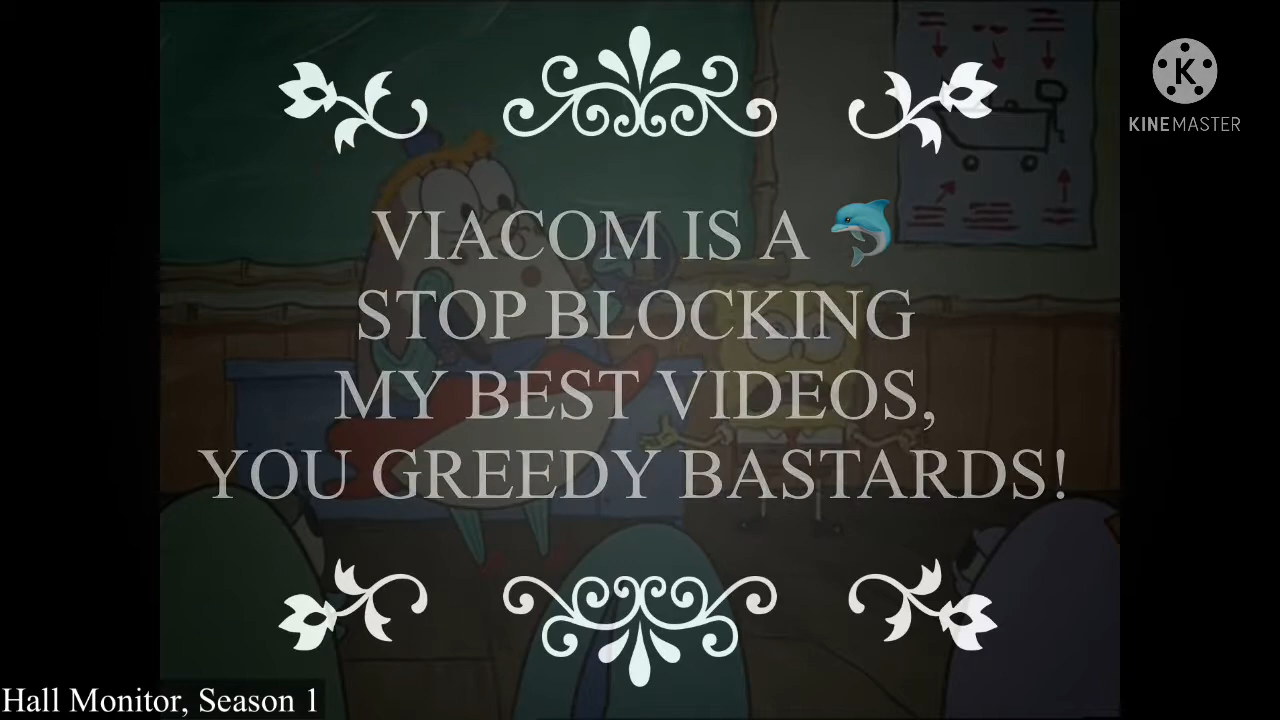 K
KINEMASTER
VIACOM IS A 🐬
STOP BLOCKING
MY BEST VIDEOS,
YOU GREEDY BASTARDS!
Hall Monitor, Season 1